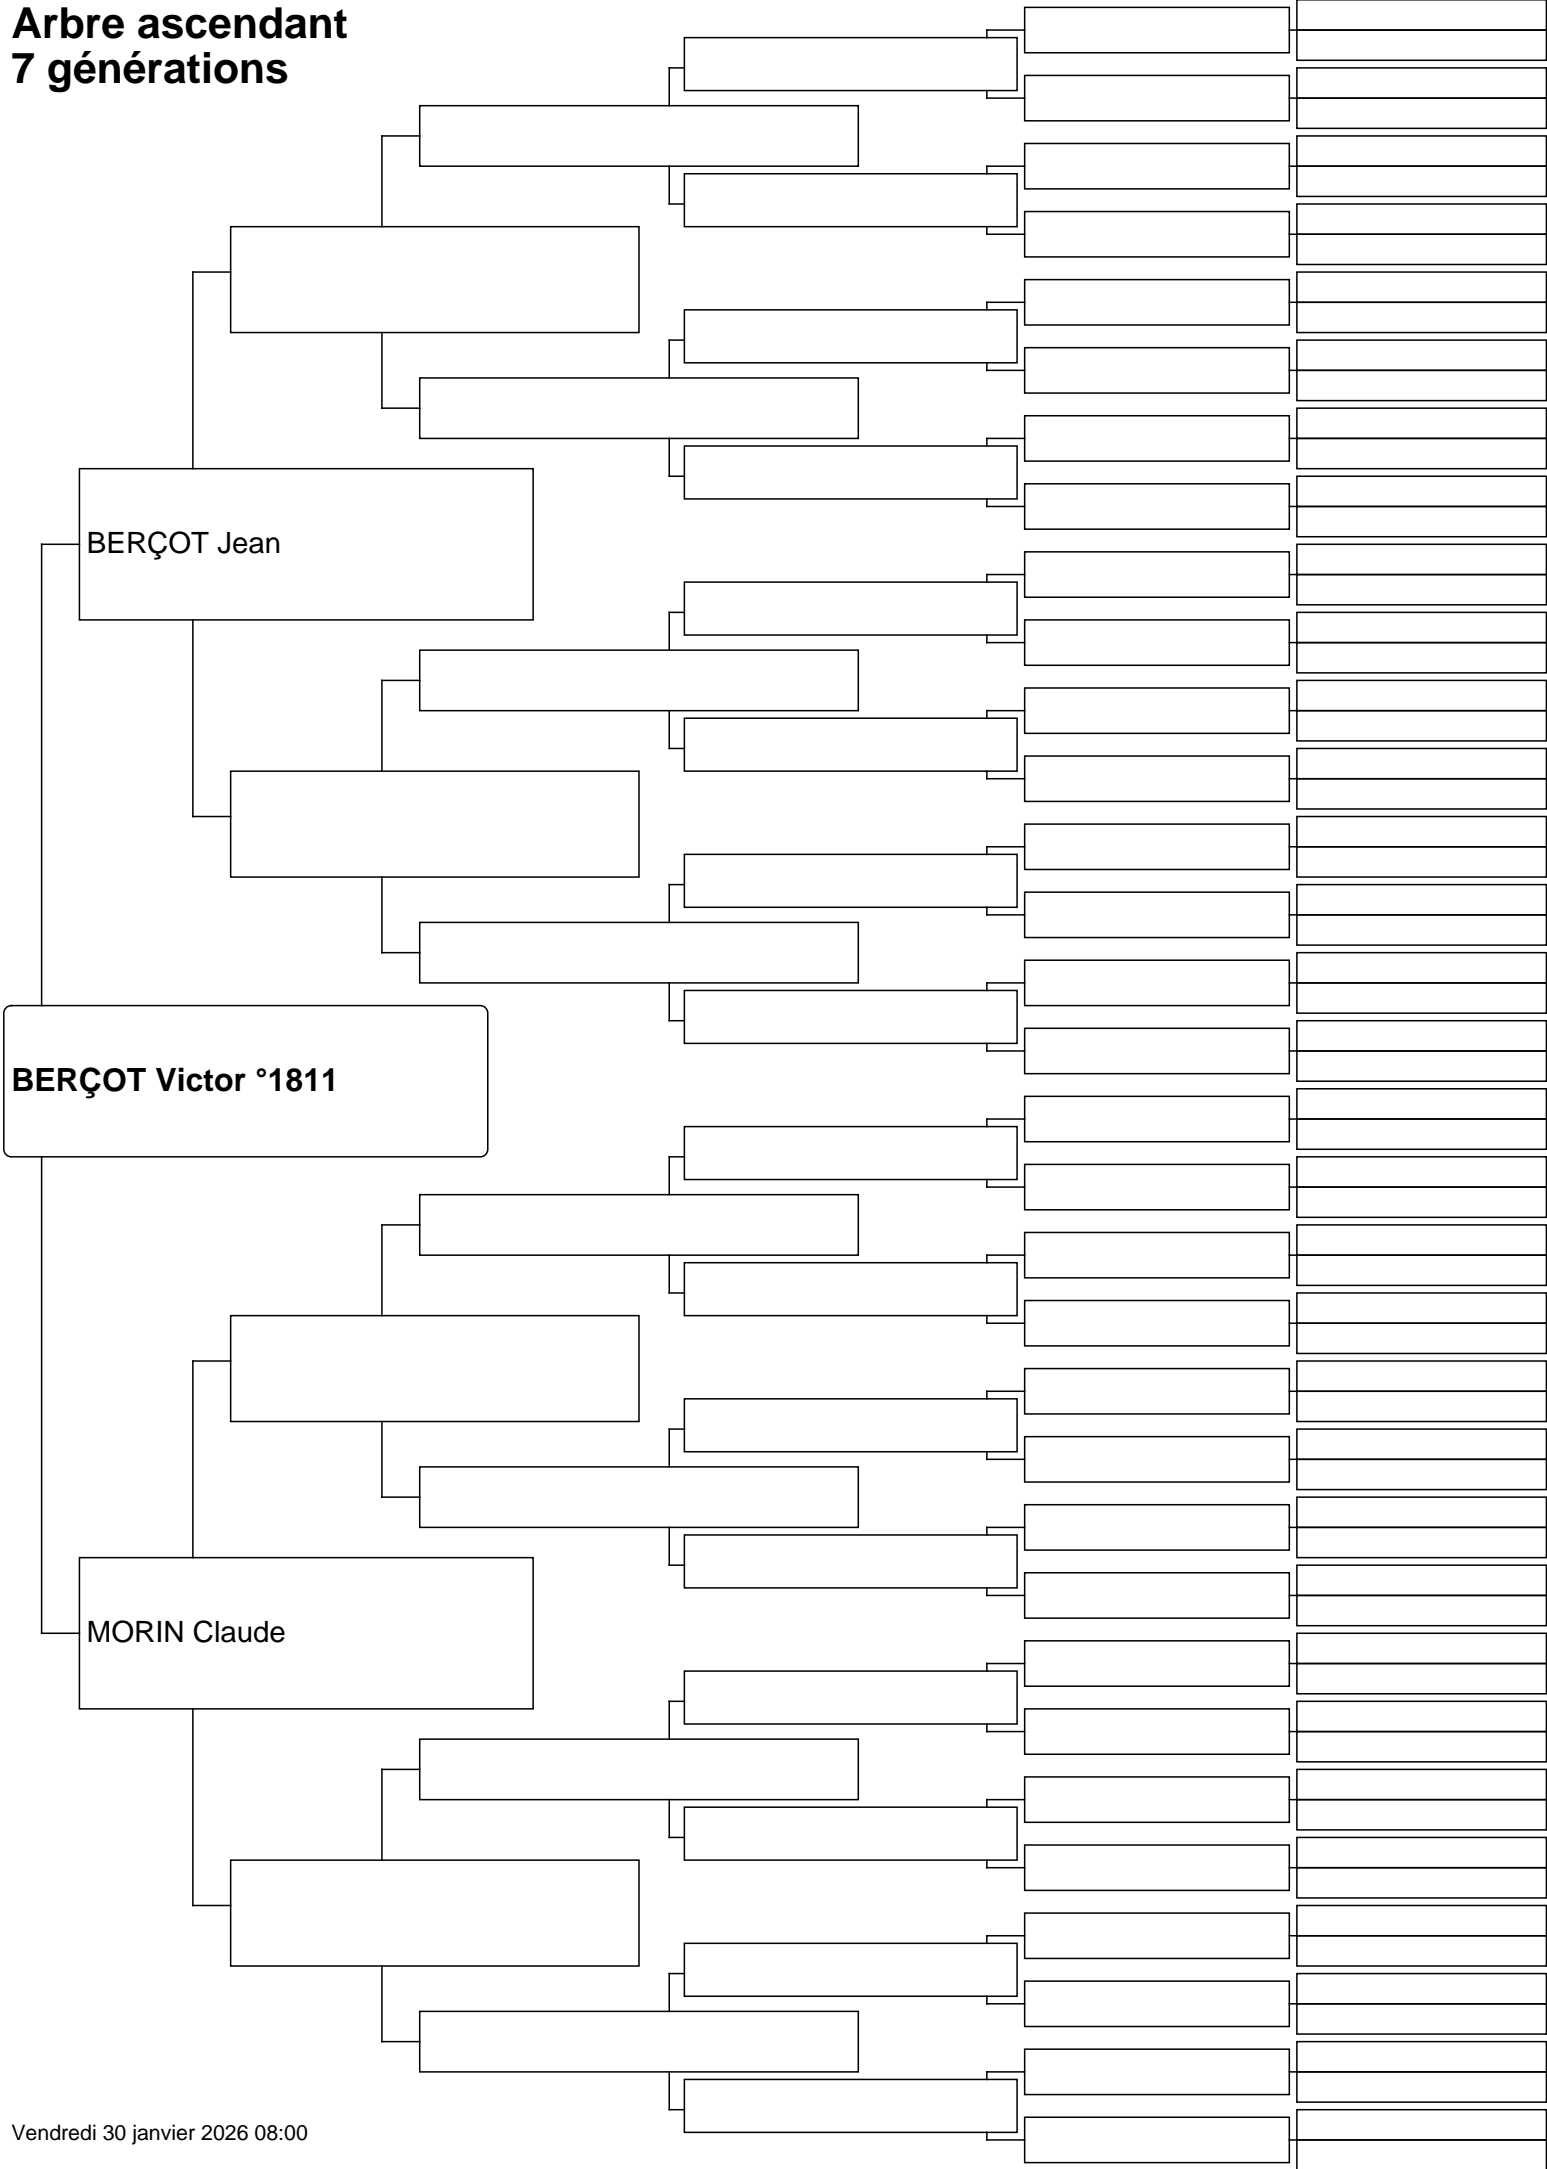 Arbre ascendant
7 générations
BERÇOT Jean
BERÇOT Victor °1811
MORIN Claude
Vendredi 30 janvier 2026 08:00